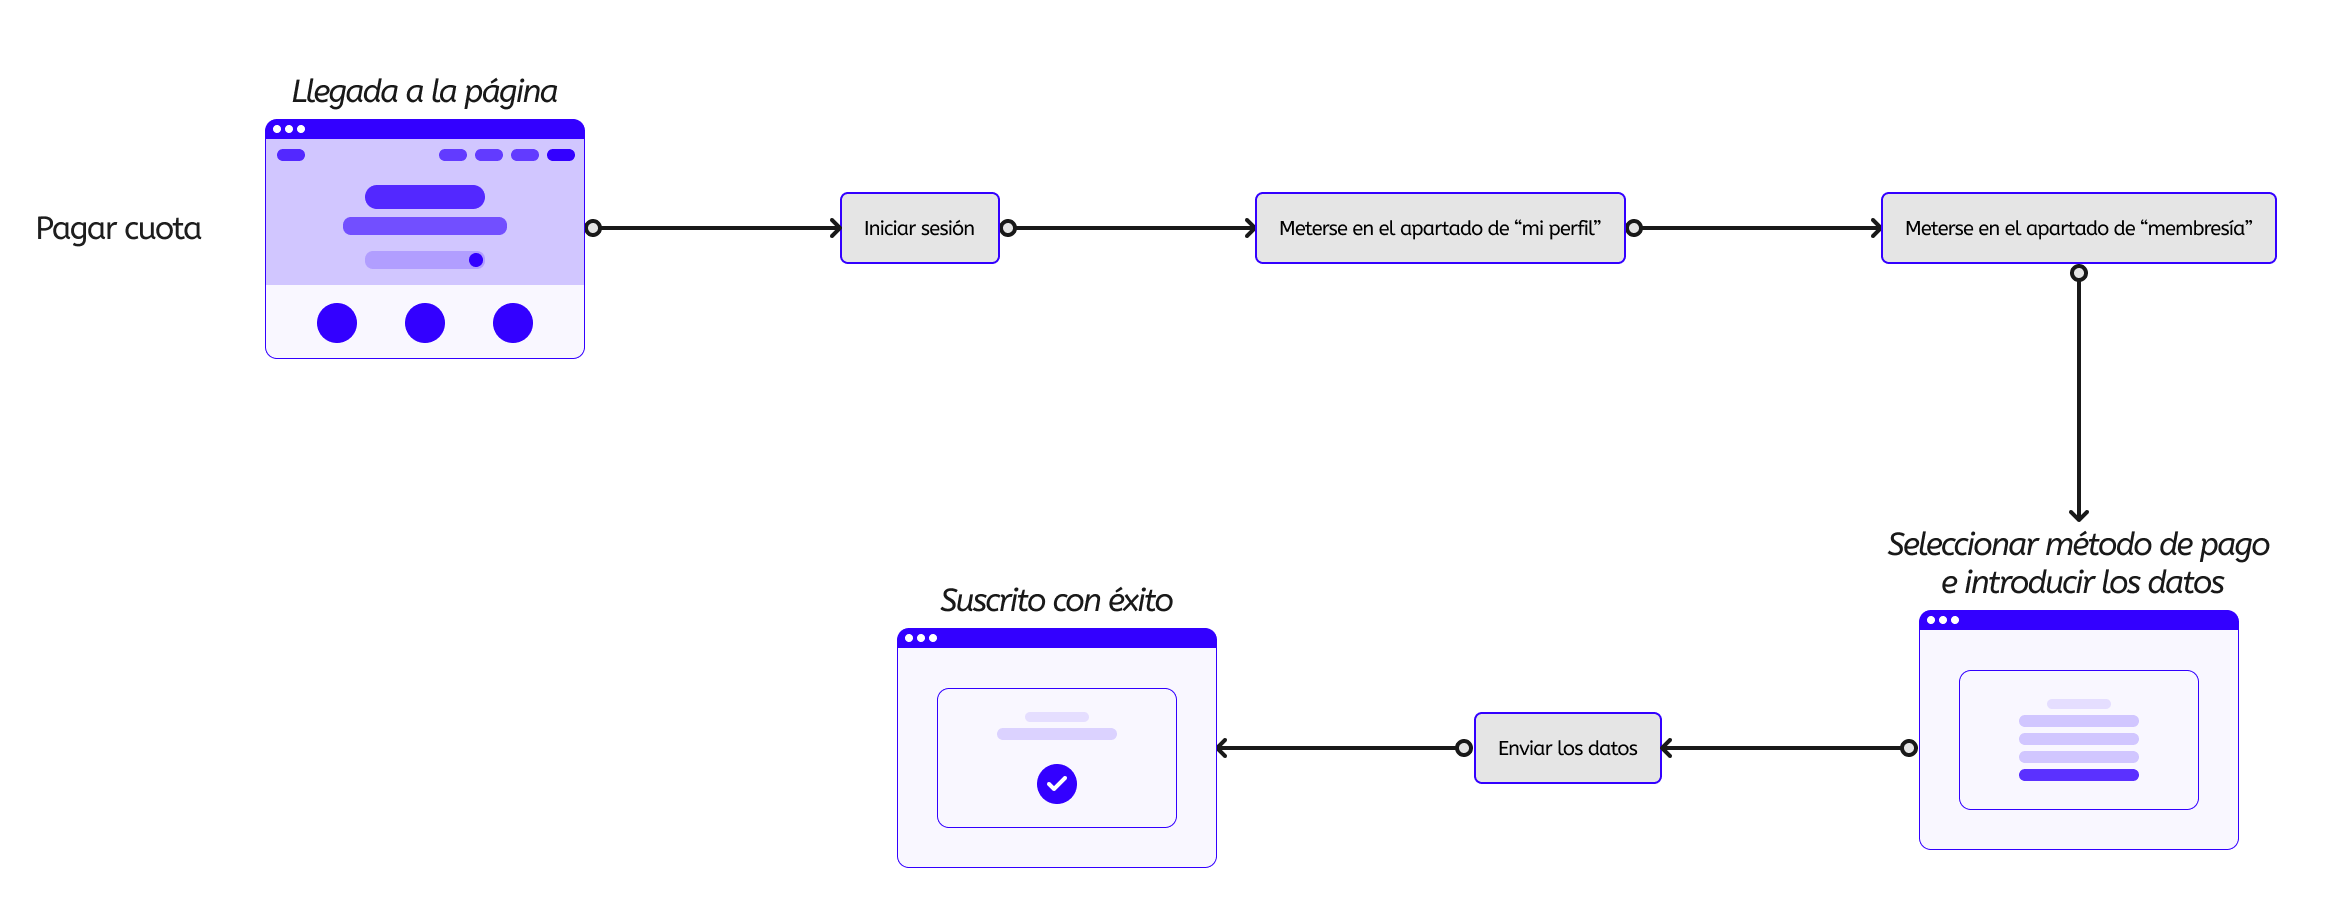 Pagar cuota
Llegada a la página
Iniciar sesión
Meterse en el apartado de “mi perfil”
Meterse en el apartado de “membresía”
Seleccionar método de pago
e introducir los datos
Enviar los datos
Suscrito con éxito